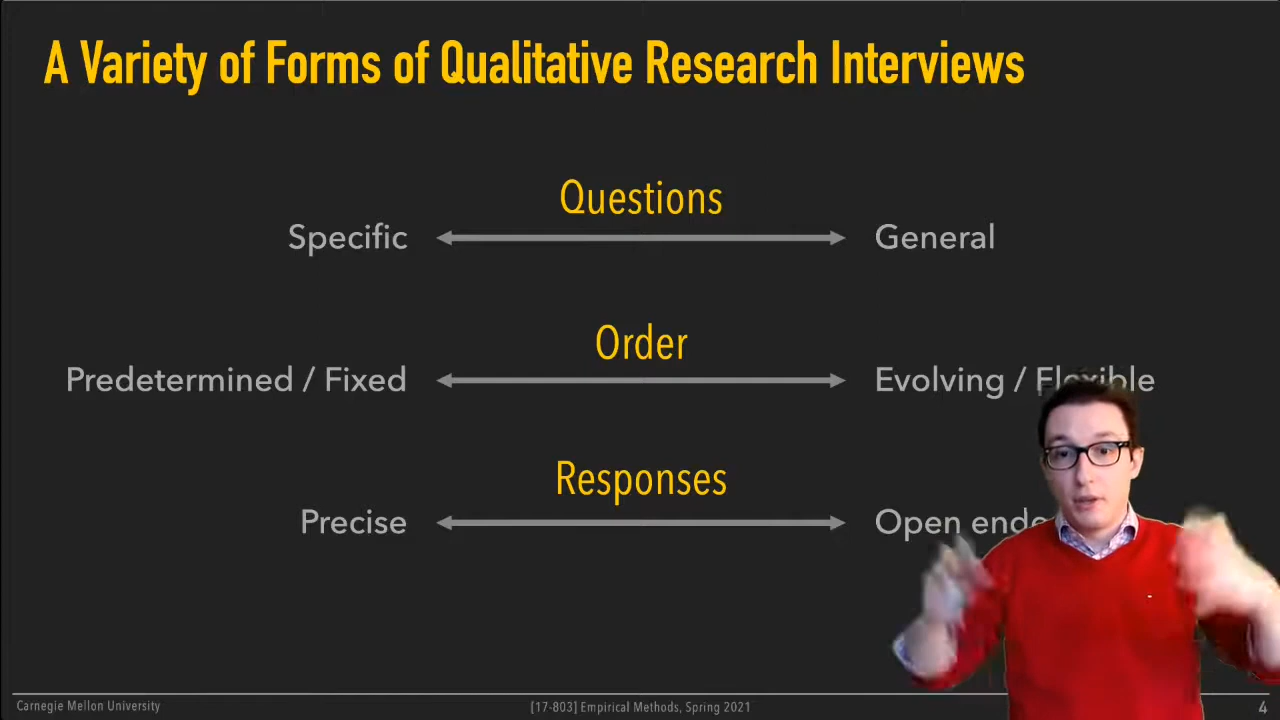 A Variety of Forms of Qualitative Research Interviews
Questions
Specific General
Order
Predetermined / Fixed Evolving / Flexible
Responses
Precise Open
Carnegie Mellon University [17-803] Empirical Methods, Spring 2021 4